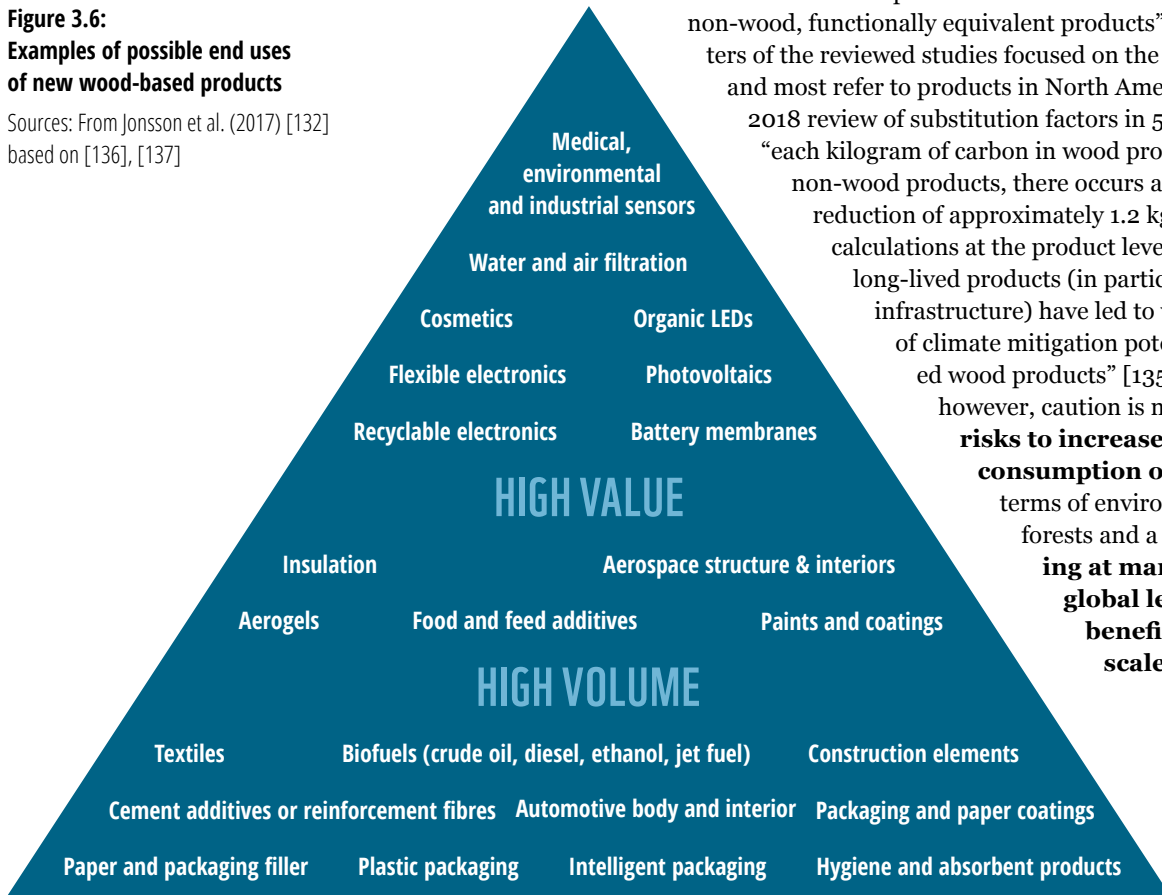 Figure 3.6:
Examples of possible end uses
of new wood-based products
Sources: From Jonsson et al. (2017) [132]
based on [136], [137]
Medical,
environmental
and industrial sensors
Water and air filtration
Cosmetics Organic LEDs
Flexible electronics Photovoltaics
Recyclable electronics Battery membranes
HIGH VALUE
Insulation Aerospace structure & interiors
Aerogels Food and feed additives Paints and coatings
HIGH VOLUME
Textiles Biofuels (crude oil, diesel, ethanol, jet fuel) Construction elements
Cement additives or reinforcement fibres Automotive body and interior Packaging and paper coatings
Paper and packaging filler Plastic packaging Intelligent packaging Hygiene and absorbent products
non-wood, functionally equivalent products”
ters of the reviewed studies focused on the
and most refer to products in North Ame
2018 review of substitution factors in 5
“each kilogram of carbon in wood pro
non-wood products, there occurs a
reduction of approximately 1.2 kg
calculations at the product leve
long-lived products (in partic
infrastructure) have led to
of climate mitigation pot
ed wood products” [135
however, caution is n
risks to increase
consumption o
terms of enviro
forests and a
ing at mar
global le
benefi
scale